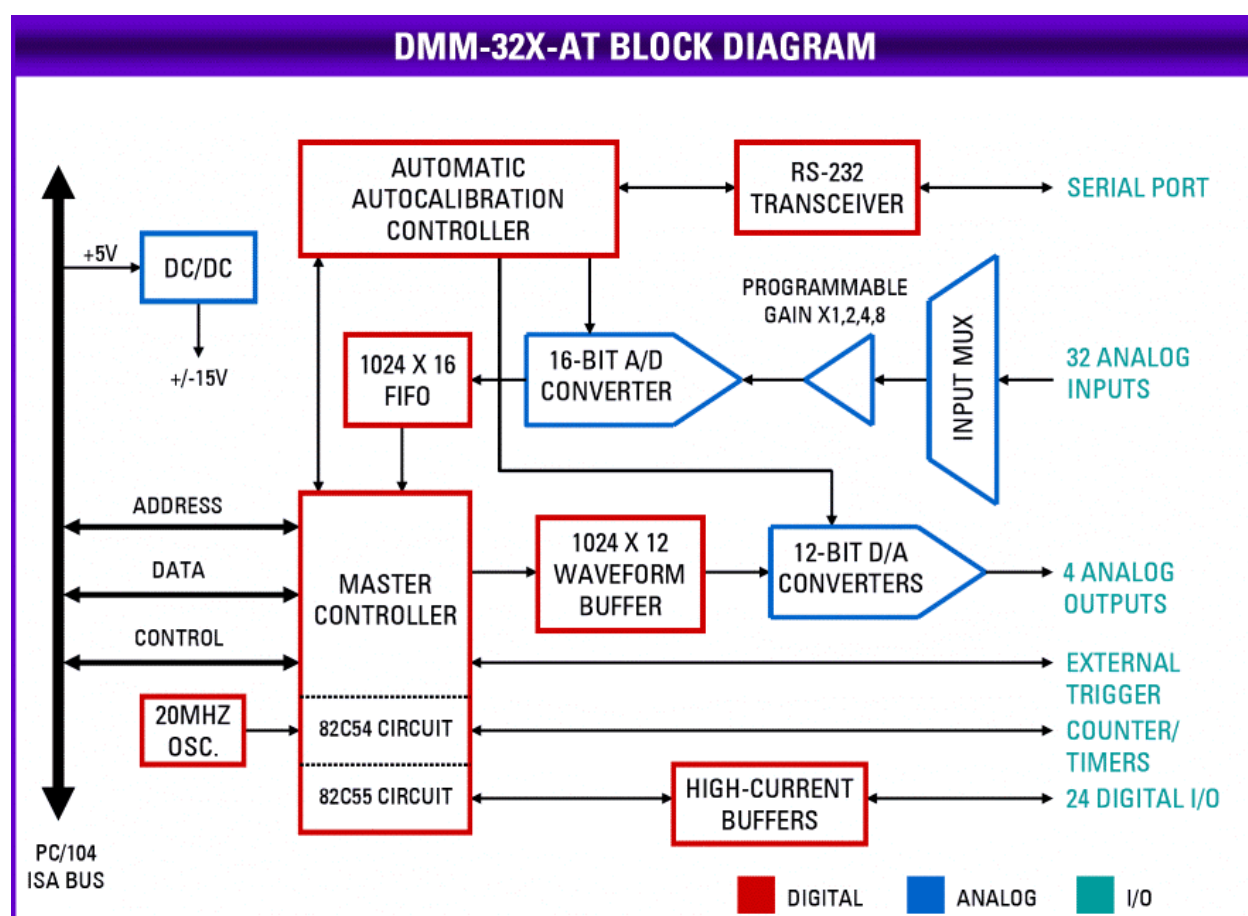 DMM-32X-AT BLOCK DIAGRAM
AUTOMATIC
AUTOCALIBRATION
CONTROLLER
RS-232
TRANSCEIVER
SERIAL PORT
+5V
DC/DC
+/-15V
PROGRAMMABLE
GAIN X1,2,4,8
1024 X 16
FIFO
16-BIT A/D
CONVERTER
INPUT MUX
32 ANALOG
INPUTS
ADDRESS
DATA
CONTROL
MASTER
CONTROLLER
1024 X 12
WAVEFORM
BUFFER
12-BIT D/A
CONVERTERS
4 ANALOG
OUTPUTS
EXTERNAL
TRIGGER
20MHZ
OSC.
82C54 CIRCUIT
COUNTER/
TIMERS
82C55 CIRCUIT
HIGH-CURRENT
BUFFERS
24 DIGITAL I/O
PC/104
ISA BUS
DIGITAL
ANALOG
I/O